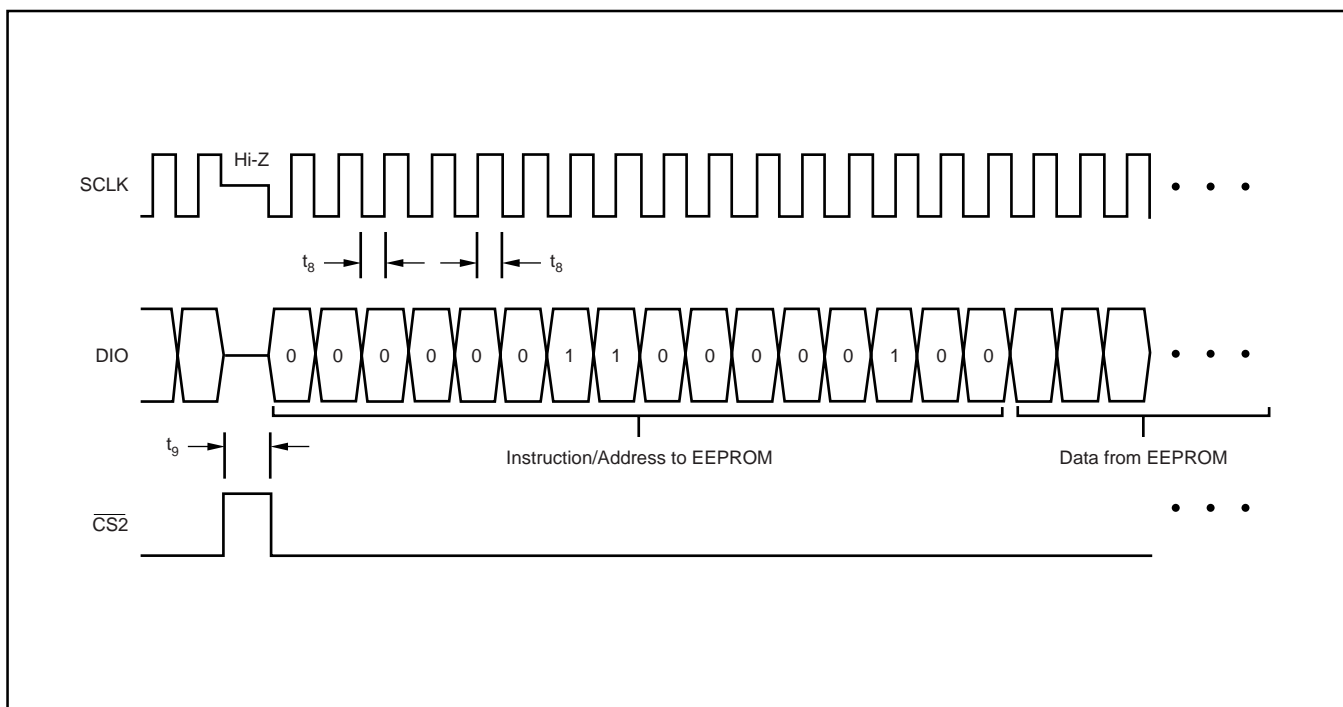 Hi-Z
SCLK
t8 t8
DIO 0 0 0 0 0 0 1 1 0 0 0 0 0 1 0 0
t9
Instruction/Address to EEPROM Data from EEPROM
CS2